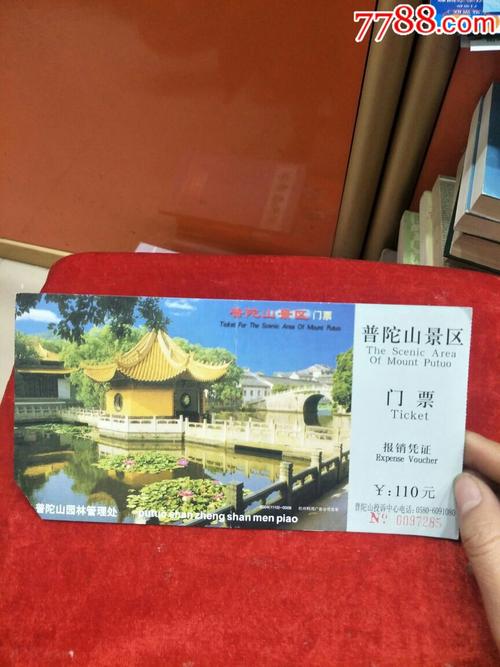 7788.com
普陀山景区门票
Ticket For The Scenic Area Of Mount Putuo
普陀山园林管理处
putuo shan zheng shan men piao
普陀山景区
The Scenic Area
Of Mount Putuo
门票
Ticket
报销凭证
Expense Voucher
￥:110元
普陀山投诉中心电话:0580-6091080
№ 0097285